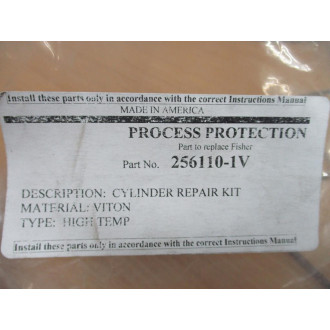 Install these parts only in accordance with the correct Instructions Manual
MADE IN AMERICA
PROCESS PROTECTION
Part to replace Fisher
Part No. 256110-1V
DESCRIPTION: CYLINDER REPAIR KIT
MATERIAL: VITON
TYPE: HIGH TEMP
Install these parts only in accordance with the correct Instructions Manual